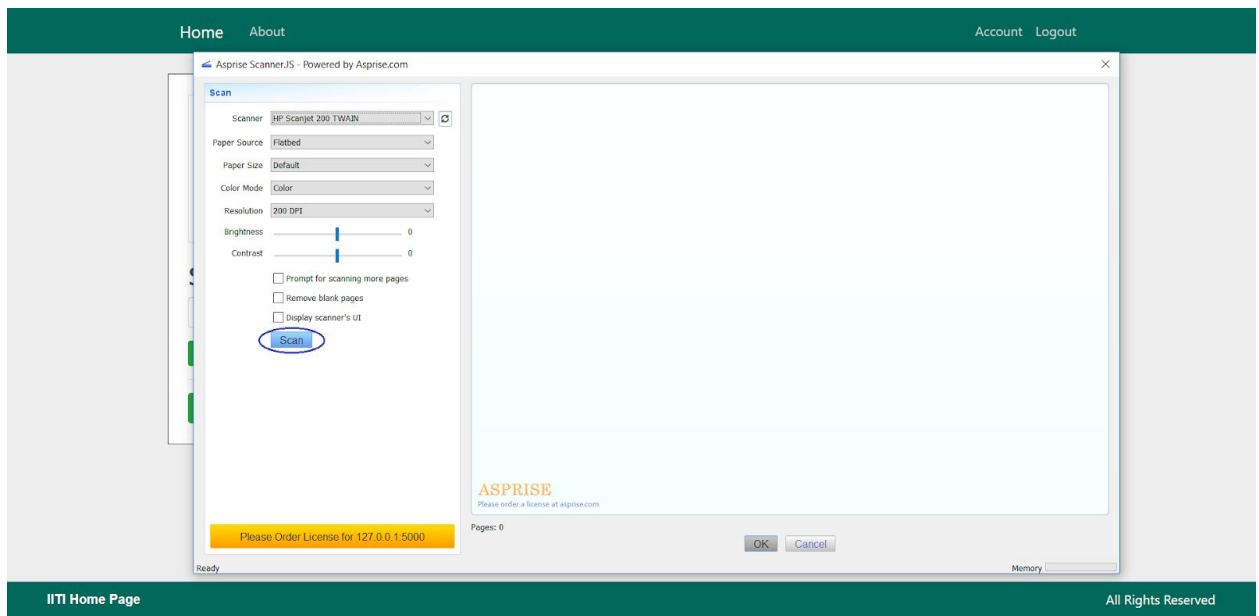 Home About Account Logout
Asprise Scanner.JS - Powered by Asprise.com
Scan
Scanner HP Scanjet 200 TWAIN
Paper Source Flatbed
Paper Size Default
Color Mode Color
Resolution 200 DPI
Brightness 0
Contrast 0
Prompt for scanning more pages
Remove blank pages
Display scanner's UI
Scan
ASPRISE
Please order a license at asprise.com
Please Order License for 127.0.0.1:5000
Pages: 0
OK Cancel
Ready Memory
IITI Home Page All Rights Reserved